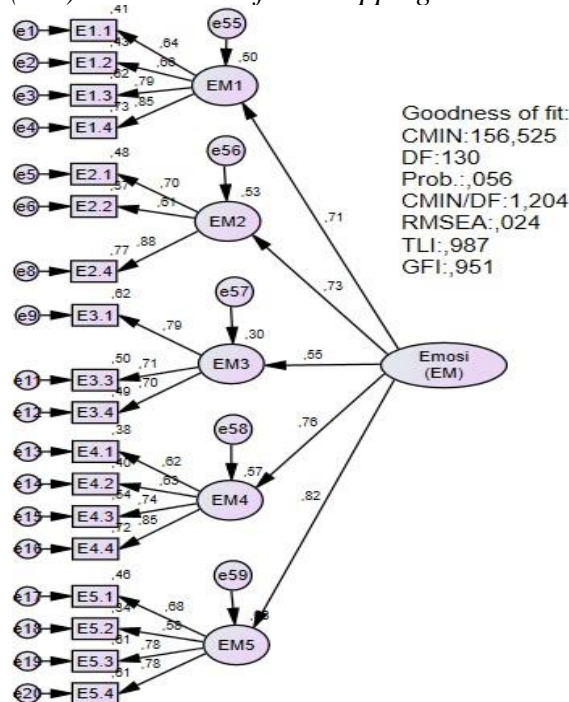 ,41
e1 E1.1 ,64 e55
,43
e2 E1.2 ,50
,62
e3 E1.3 ,79 EM1
,73
e4 E1.4 ,85
Goodness of fit:
CMIN:156,525
DF:130
Prob.:,056
CMIN/DF:1,204
RMSEA:,024
TLI:,987
GFI:,951
,48 e56
e5 E2.1 ,70 ,53
,37
e6 E2.2 ,61 EM2 ,71
,77 ,88
e8 E2.4 ,73
,62 e57
e9 E3.1 ,79 ,30
,50 ,71 EM3 ,55 Emosi
(EM)
e11 E3.3
,49 ,70
e12 E3.4 e58
,38
e13 E4.1 ,62 ,76
,40 ,57
e14 E4.2 ,63
,54
e15 E4.3 ,74 EM4 ,82
,72
e16 E4.4 ,85
,46 e59
e17 E5.1 ,68
,34
e18 E5.2 ,58
,61
e19 E5.3 ,78 EM5
,61
e20 E5.4 ,78